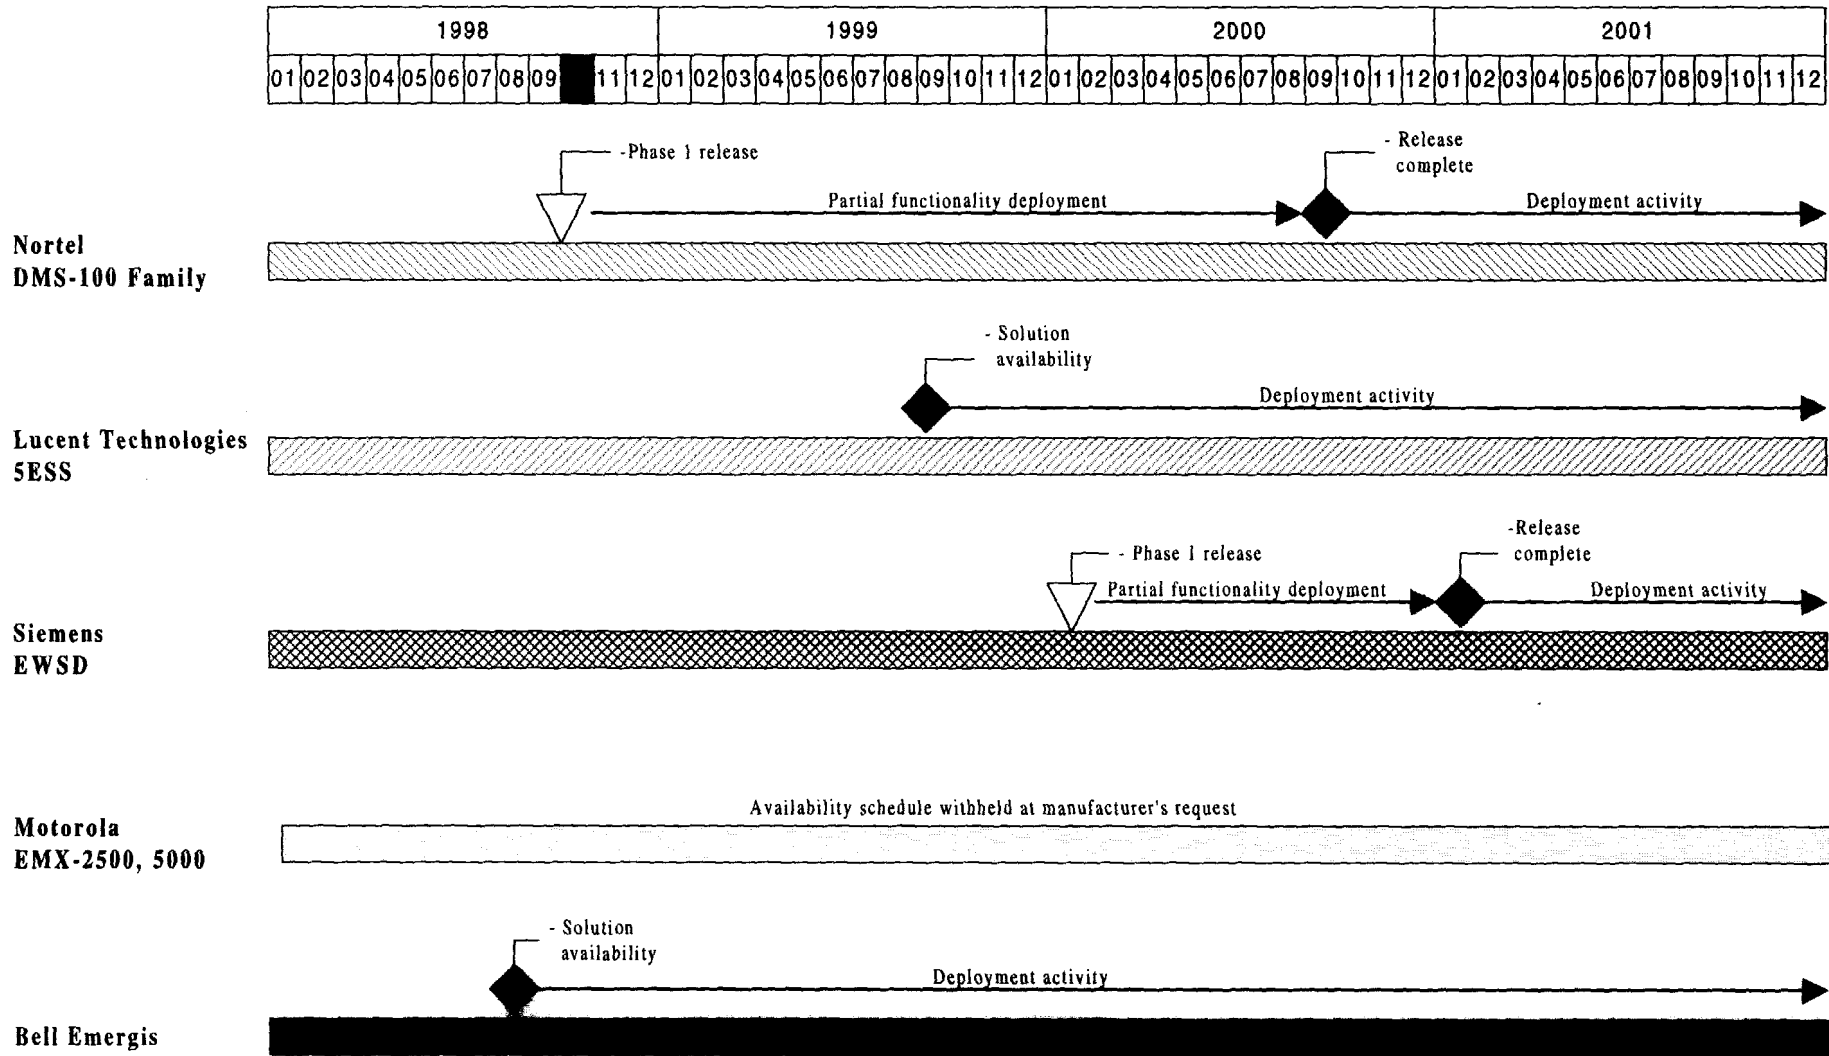 1998 1999 2000 2001
01 02 03 04 05 06 07 08 09 11 12 01 02 03 04 05 06 07 08 09 10 11 12 01 02 03 04 05 06 07 08 09 10 11 12 01 02 03 04 05 06 07 08 09 10 11 12
-Phase 1 release
- Release
complete
Partial functionality deployment
Deployment activity
Nortel
DMS-100 Family
- Solution
availability
Deployment activity
Lucent Technologies
5ESS
- Phase 1 release
-Release
complete
Partial functionality deployment
Deployment activity
Siemens
EWSD
Availability schedule withheld at manufacturer's request
Motorola
EMX-2500, 5000
- Solution
availability
Deployment activity
Bell Emergis